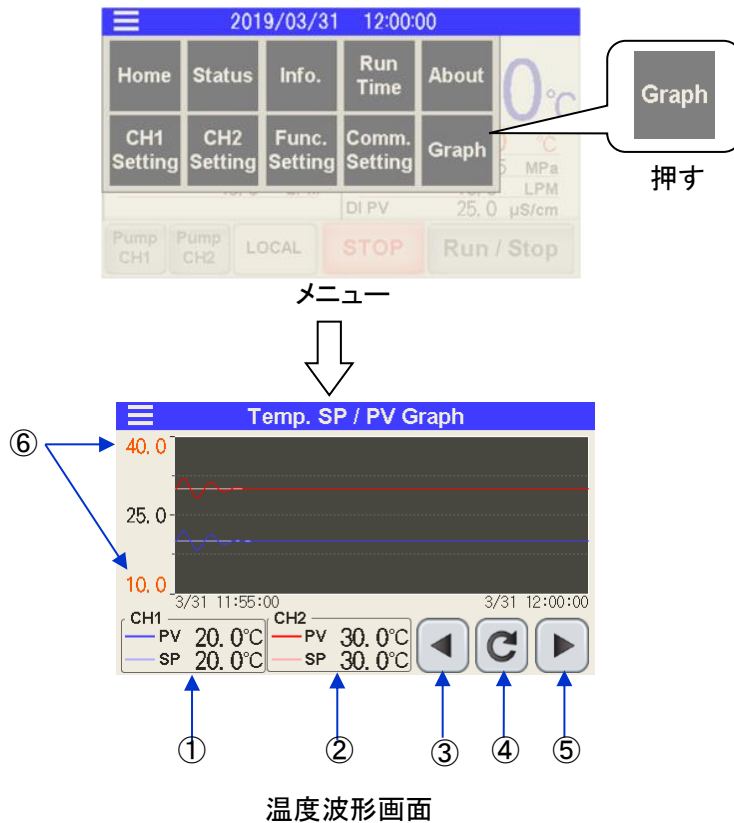 2019/03/31 12:00:00
Home Status Info. Run Time About
CH1 Setting CH2 Setting Func. Setting Comm. Setting Graph
Graph
押す
0℃
℃
MPa
LPM
DI PV 25.0 μS/cm
Pump CH1 Pump CH2 LOCAL STOP Run / Stop
メニュー
Temp. SP / PV Graph
⑥
40.0
25.0
10.0
3/31 11:55:00 3/31 12:00:00
CH1 CH2
PV 20.0℃ PV 30.0℃
SP 20.0℃ SP 30.0℃
① ② ③ ④ ⑤
温度波形画面